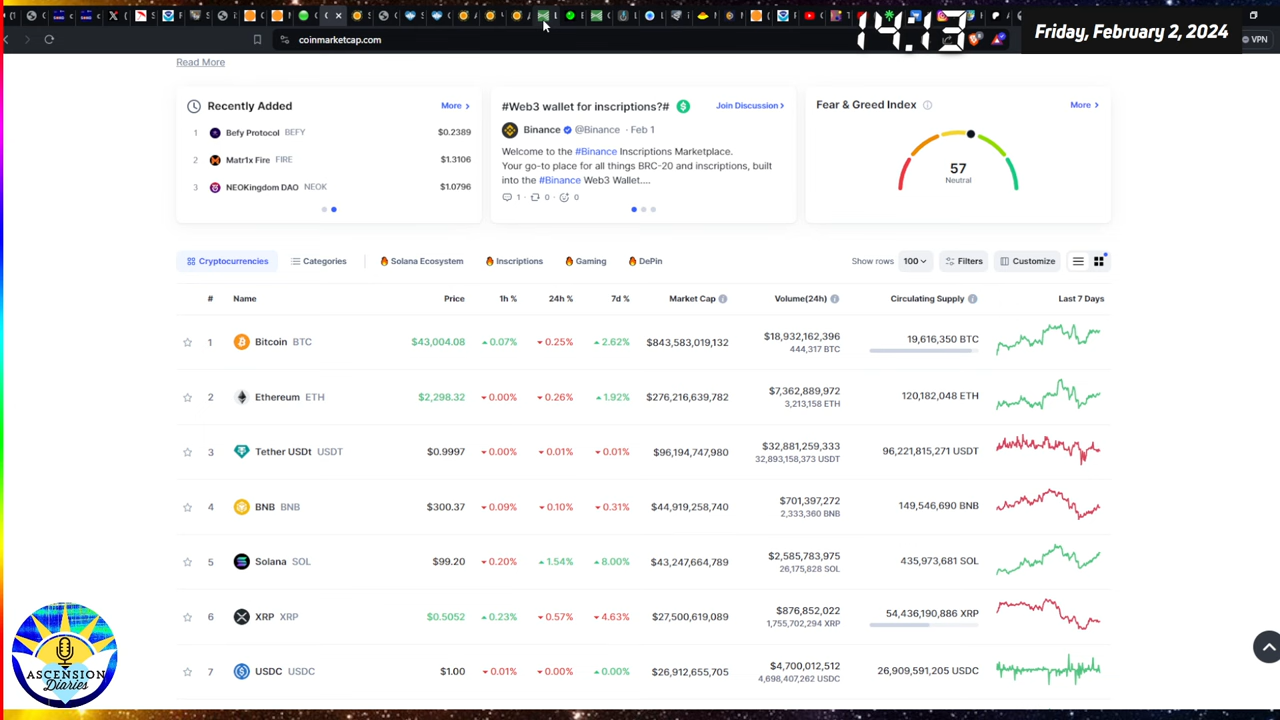 14:13
Friday, February 2, 2024
coinmarketcap.com
VPN
Read More
Recently Added
More >
1 Befy Protocol BEFY $0.2389
2 Matr1x Fire FIRE $1.3106
3 NEOKingdom DAO NEOK $1.0796
#Web3 wallet for inscriptions?#
Join Discussion >
Binance @Binance · Feb 1
Welcome to the #Binance Inscriptions Marketplace.
Your go-to place for all things BRC-20 and inscriptions, built
into the #Binance Web3 Wallet....
1 0 0
Fear & Greed Index
More >
57
Neutral
Cryptocurrencies Categories Solana Ecosystem Inscriptions Gaming DePin Show rows 100 Filters Customize
# Name Price 1h % 24h % 7d % Market Cap Volume(24h) Circulating Supply Last 7 Days
1 Bitcoin BTC $43,004.08 0.07% 0.25% 2.62% $843,583,019,132 $18,932,162,396 19,616,350 BTC
444,317 BTC
2 Ethereum ETH $2,298.32 0.00% 0.26% 1.92% $276,216,639,782 $7,362,889,972 120,182,048 ETH
3,213,158 ETH
3 Tether USDt USDT $0.9997 0.00% 0.01% 0.01% $96,194,747,980 $32,881,259,333 96,221,815,271 USDT
32,893,158,373 USDT
4 BNB BNB $300.37 0.09% 0.10% 0.31% $44,919,258,740 $701,397,272 149,546,690 BNB
2,333,360 BNB
5 Solana SOL $99.20 0.20% 1.54% 8.00% $43,247,664,789 $2,585,783,975 435,973,681 SOL
26,175,828 SOL
6 XRP XRP $0.5052 0.23% 0.57% 4.63% $27,500,619,089 $876,852,022 54,436,190,886 XRP
1,755,702,294 XRP
7 USDC USDC $1.00 0.01% 0.00% 0.00% $26,912,655,705 $4,700,012,512 26,909,591,205 USDC
4,698,407,262 USDC
ASCENSION
Diaries